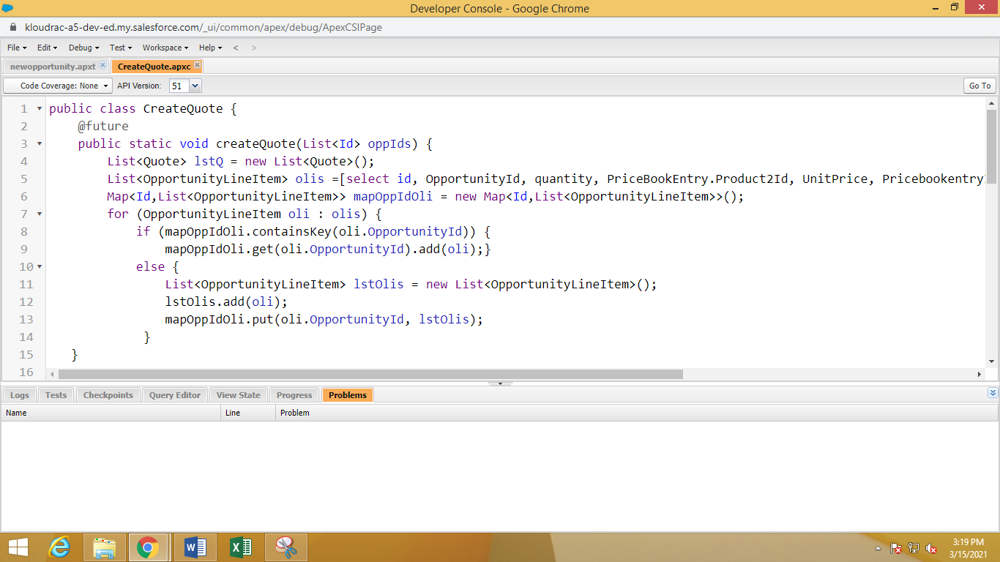 Developer Console - Google Chrome
kloudrac-a5-dev-ed.my.salesforce.com/_ui/common/apex/debug/ApexCSIPage
File Edit Debug Test Workspace Help < >
newopportunity.apxt CreateQuote.apxc
Code Coverage: None API Version: 51 Go To
1 public class CreateQuote {
2 @future
3 public static void createQuote(List<Id> oppIds) {
4 List<Quote> lstQ = new List<Quote>();
5 List<OpportunityLineItem> olis =[select id, OpportunityId, quantity, PriceBookEntry.Product2Id, UnitPrice, Pricebookentry
6 Map<Id,List<OpportunityLineItem>> mapOppIdOli = new Map<Id,List<OpportunityLineItem>>();
7 for (OpportunityLineItem oli : olis) {
8 if (mapOppIdOli.containsKey(oli.OpportunityId)) {
9 mapOppIdOli.get(oli.OpportunityId).add(oli);}
10 else {
11 List<OpportunityLineItem> lstOlis = new List<OpportunityLineItem>();
12 lstOlis.add(oli);
13 mapOppIdOli.put(oli.OpportunityId, lstOlis);
14 }
15 }
16
Logs Tests Checkpoints Query Editor View State Progress Problems
Name Line Problem
3:19 PM
3/15/2021